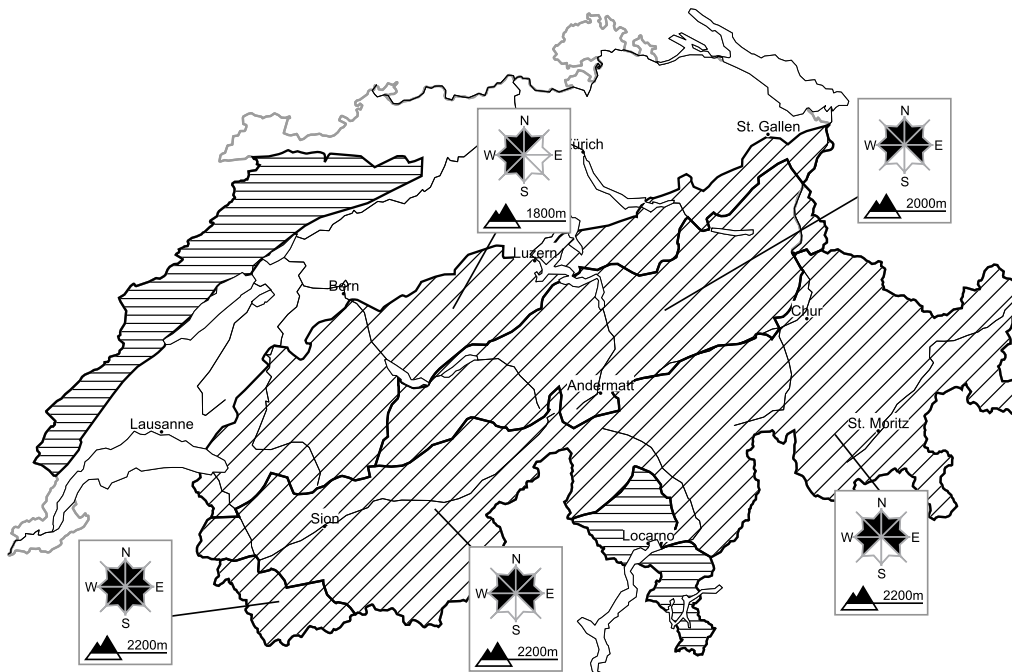 N
St. Gallen
N
W
E
ürich
W
E
S
S
1800m
2000m
Luzern
Bern
Chur
Andermatt
Lausanne
St. Moritz
N
Sion
Locarno
W
E
N
N
S
W
E
W
E
2200m
S
S
2200m
2200m